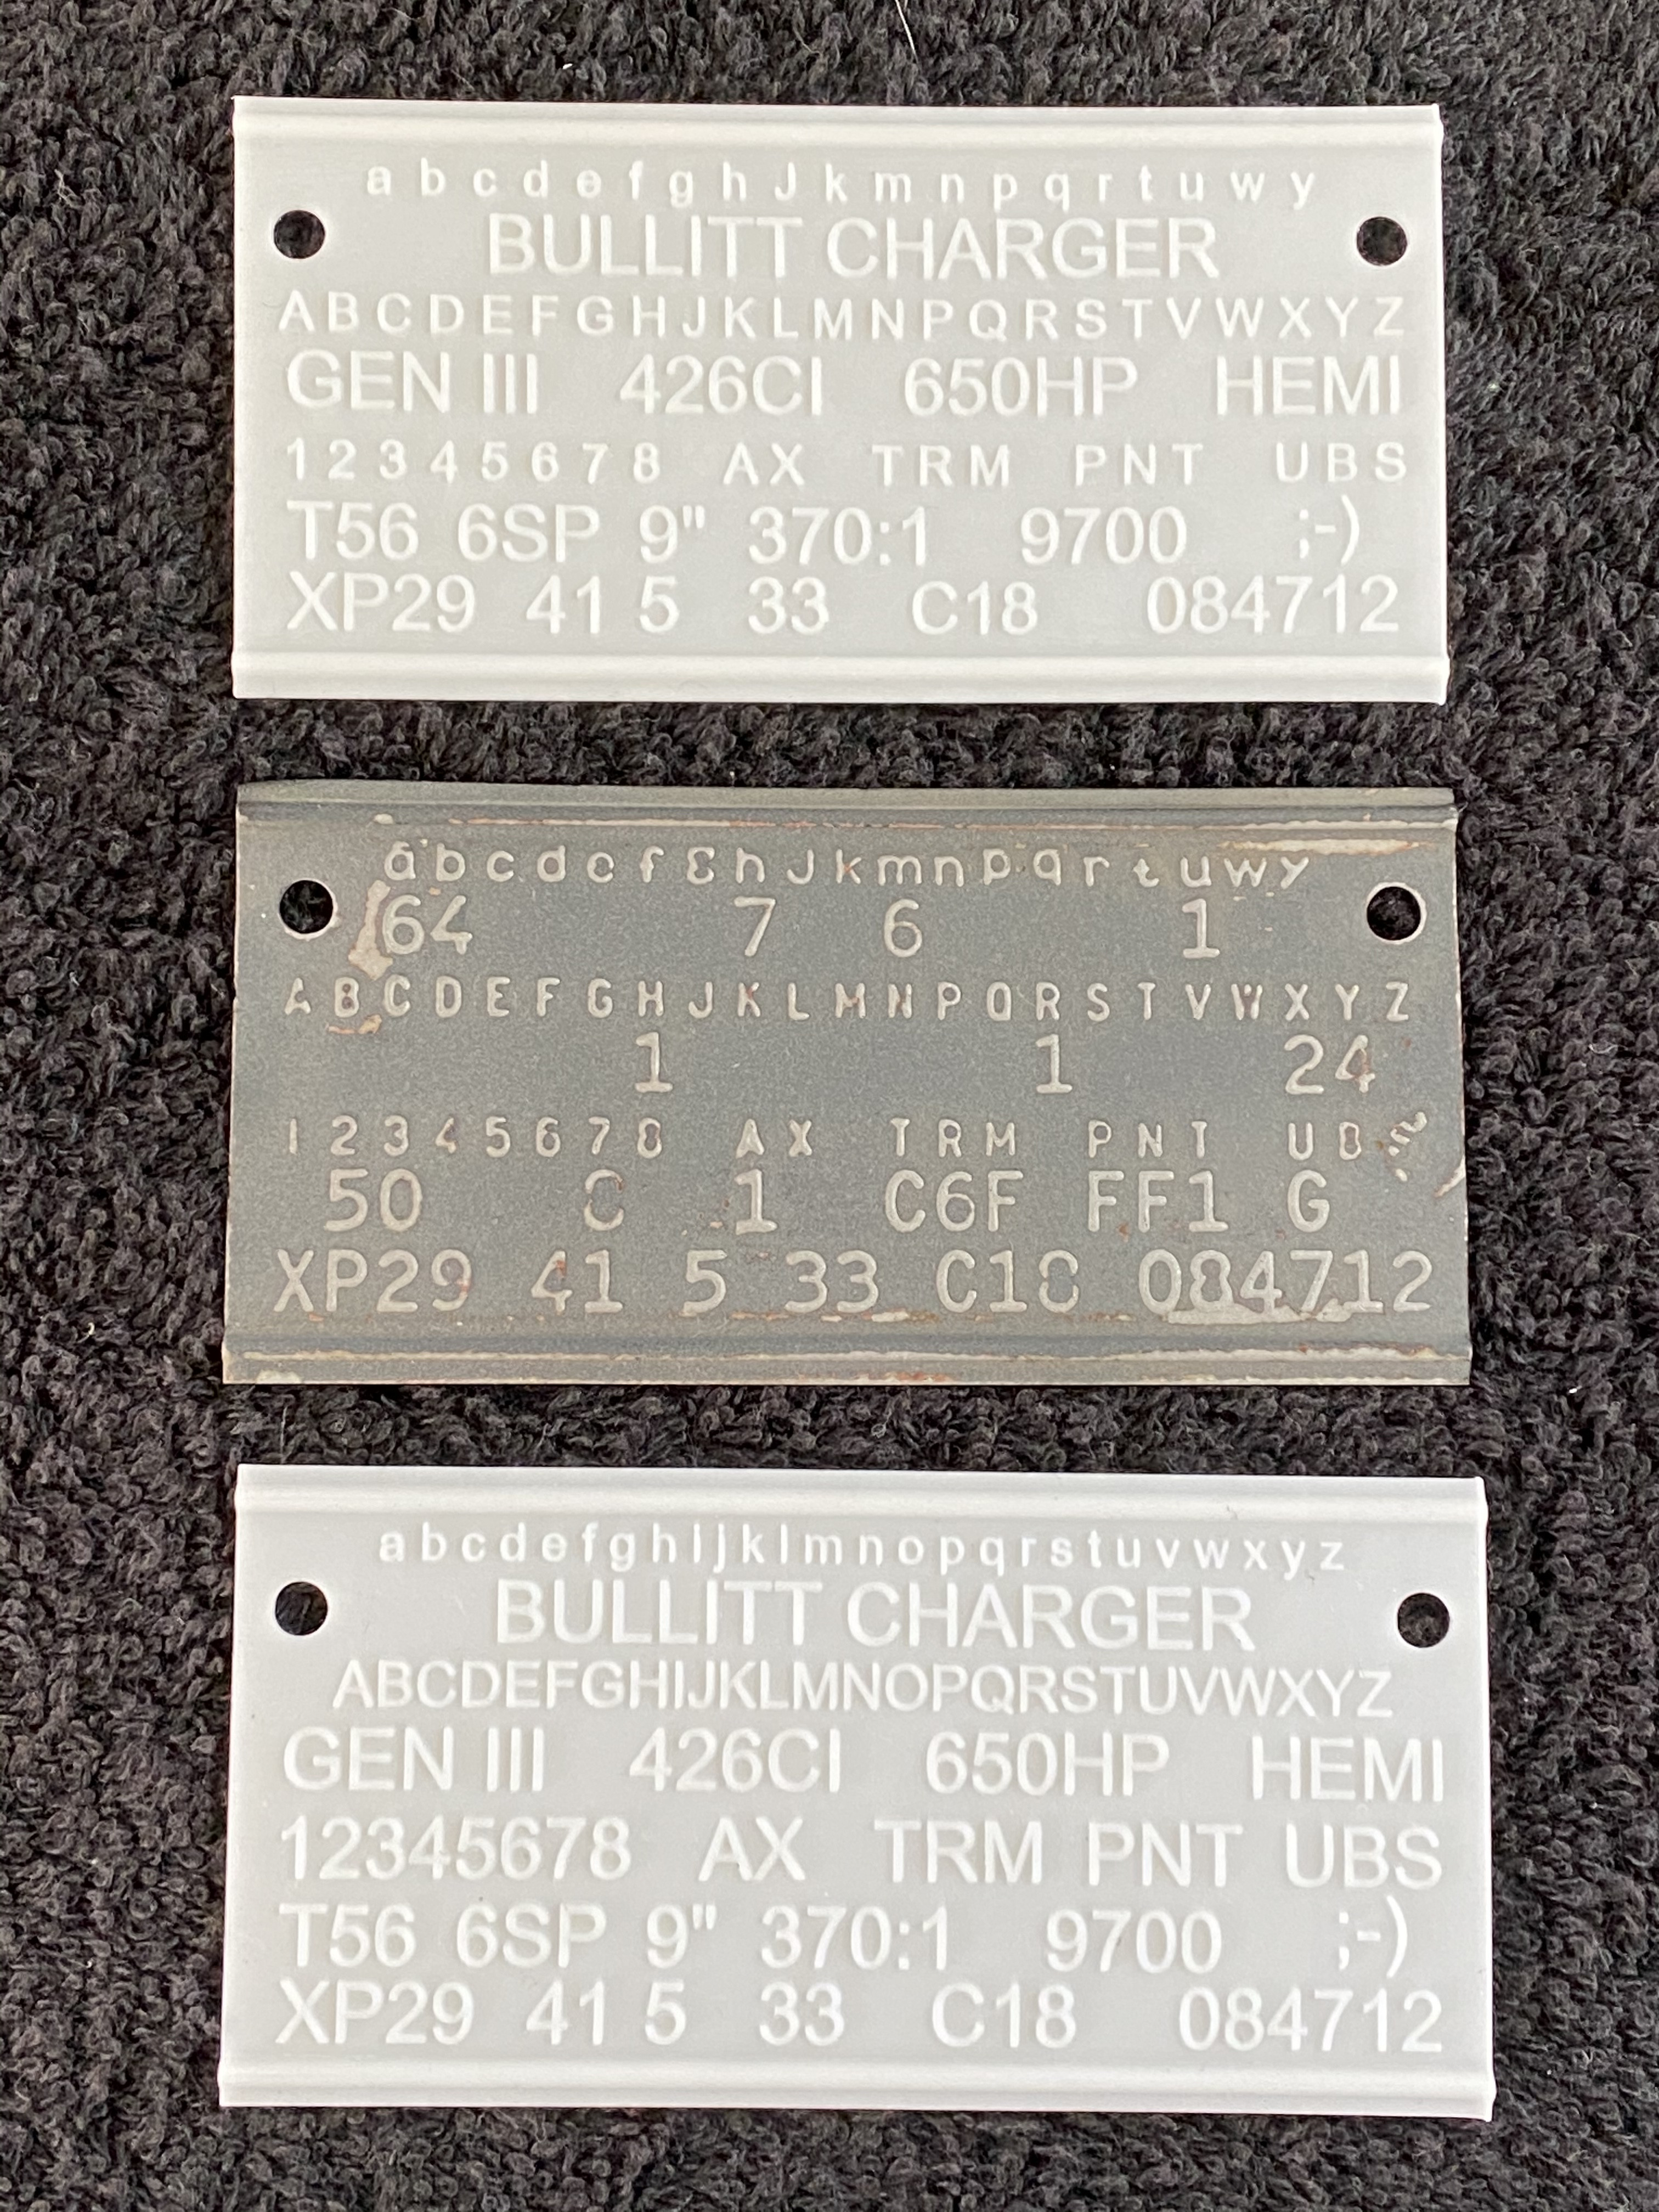 a b c d e f g h J k m n p q r t u w y
BULLITT CHARGER
A B C D E F G H J K L M N P Q R S T V W X Y Z
GEN III 426CI 650HP HEMI
1 2 3 4 5 6 7 8 AX TRM PNT UBS
T56 6SP 9" 370:1 9700 ;-)
XP29 41 5 33 C18 084712
a b c d e f g h J k m n p q r t u w y
64 7 6 1
A B C D E F G H J K L M N P Q R S T V W X Y Z
1 1 24
1 2 3 4 5 6 7 8 AX TRM PNT UBS
50 C 1 C6F FF1 G
XP29 41 5 33 C18 084712
a b c d e f g h I j k l m n o p q r s t u v w x y z
BULLITT CHARGER
ABCDEFGHIJKLMNOPQRSTUVWXYZ
GEN III 426CI 650HP HEMI
12345678 AX TRM PNT UBS
T56 6SP 9" 370:1 9700 ;-)
XP29 41 5 33 C18 084712